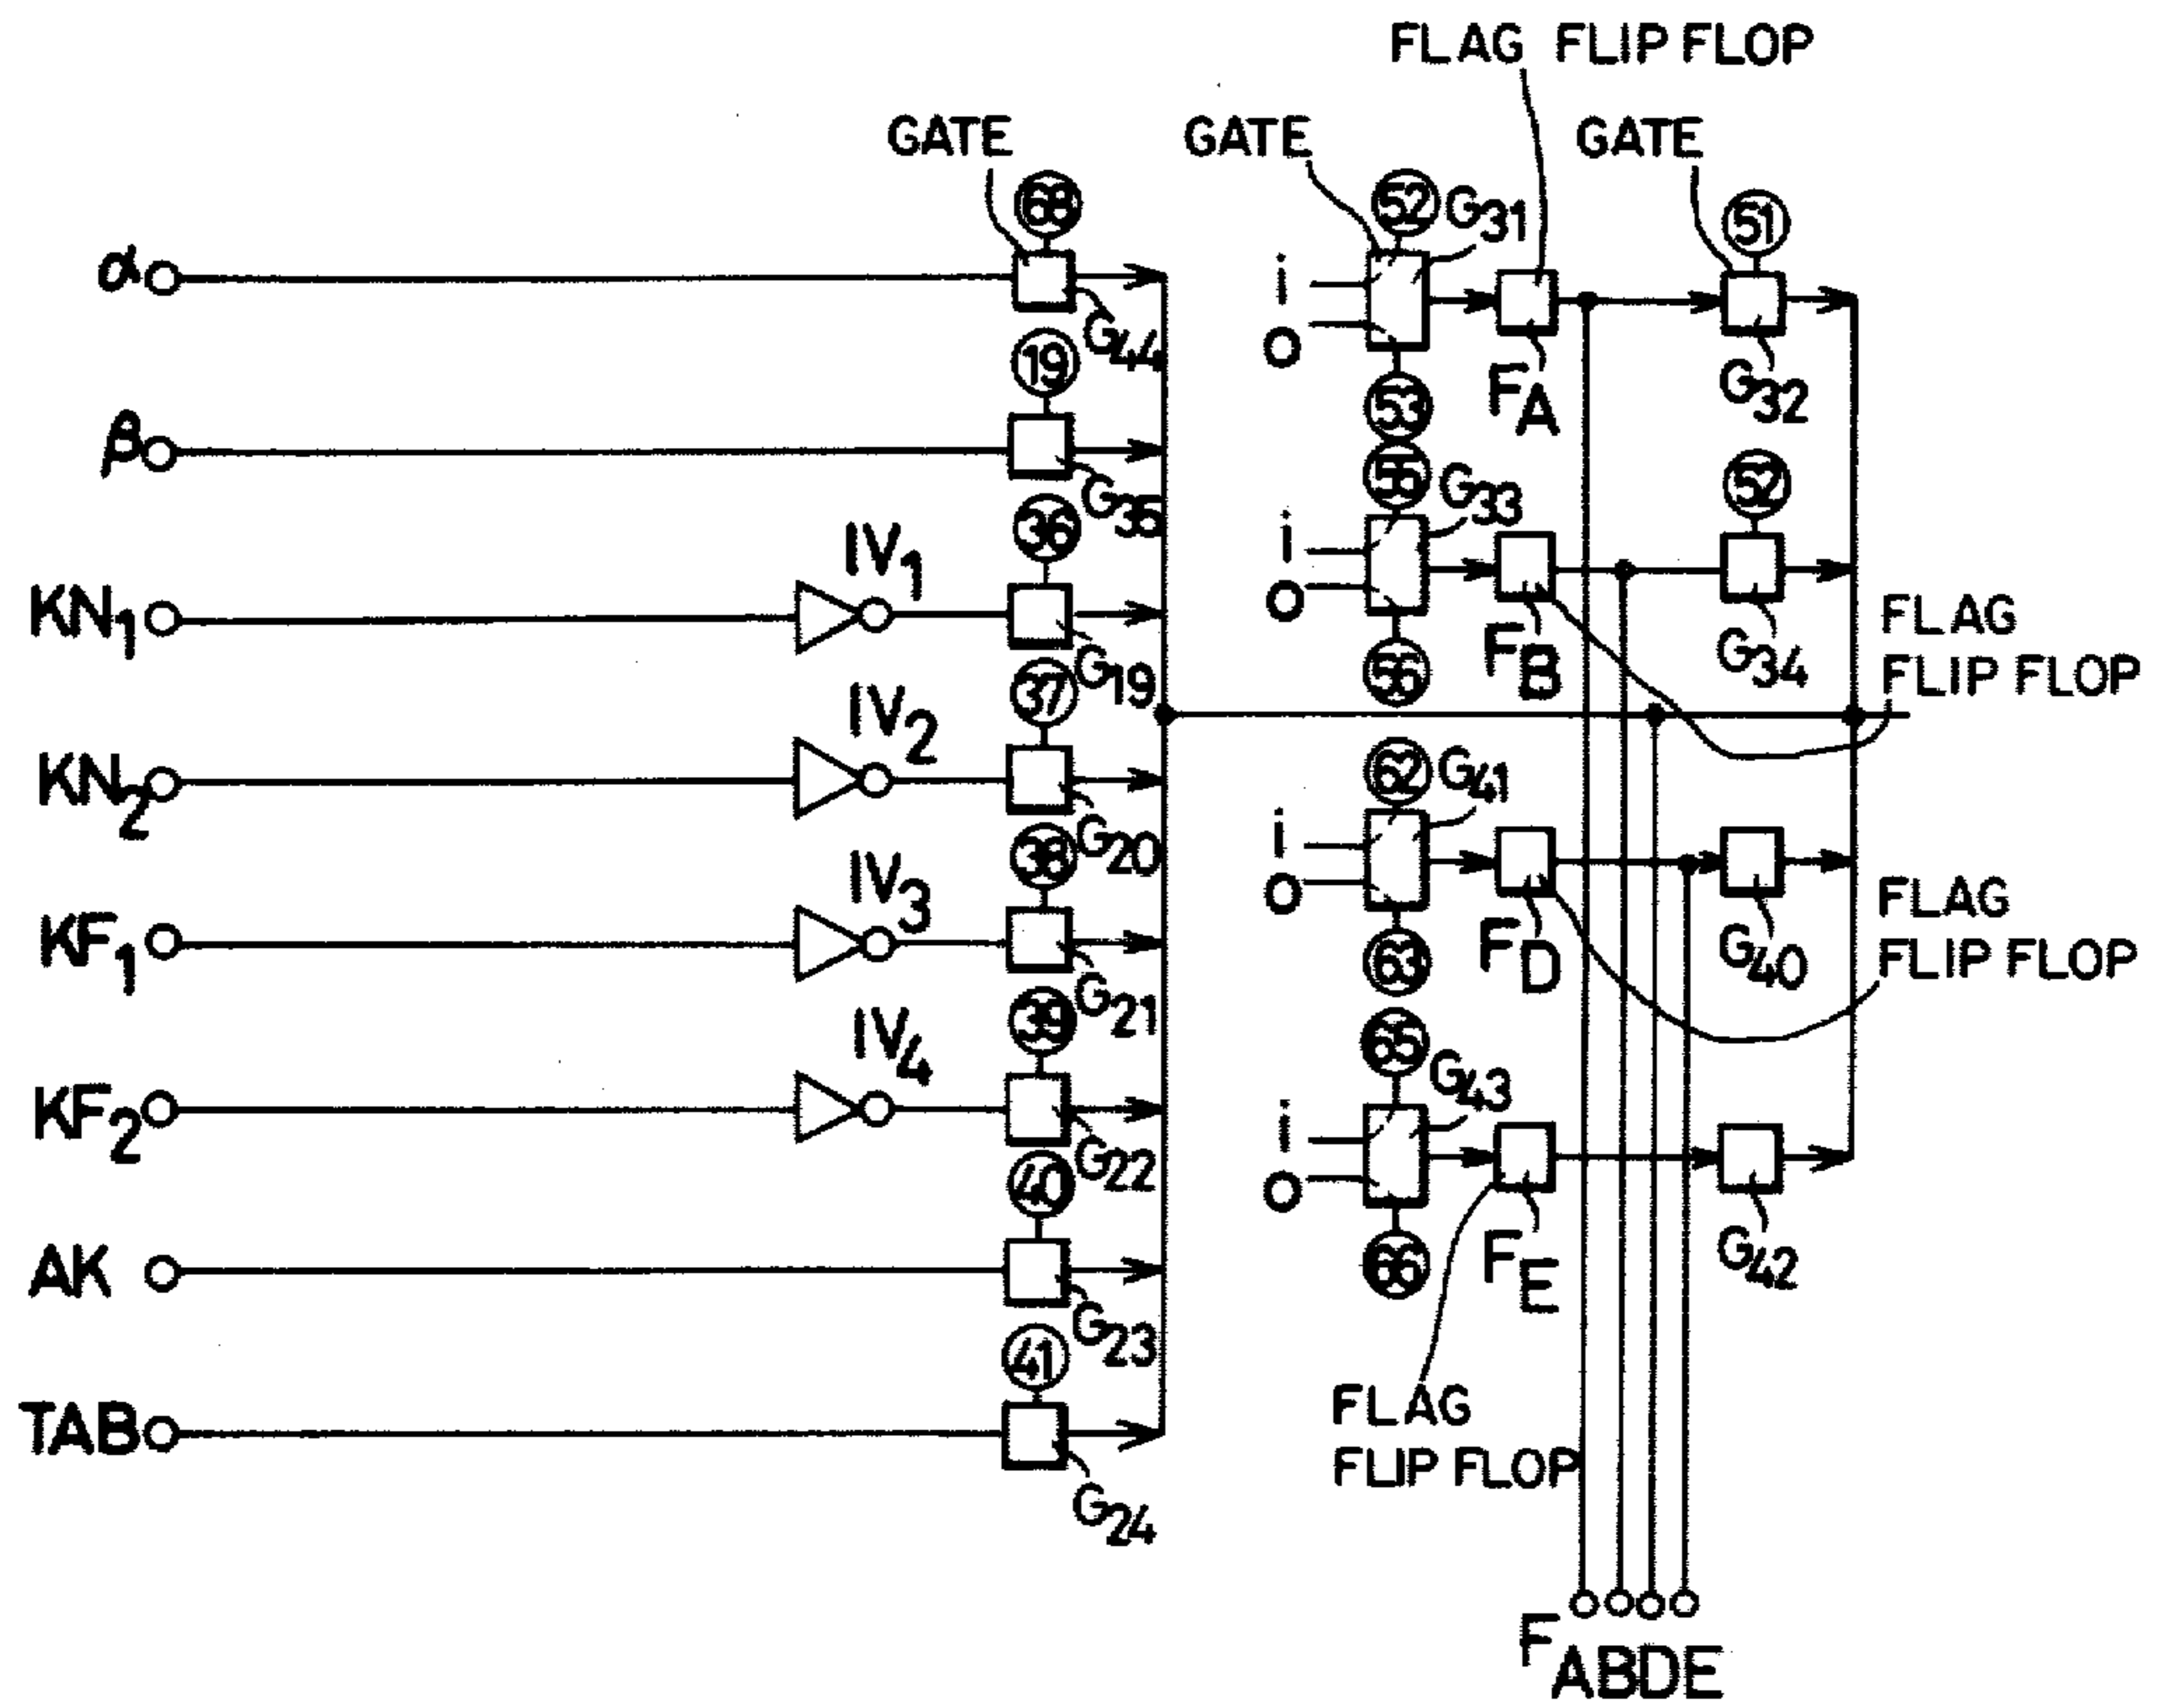 FLAG FLIP FLOP
GATE
GATE
GATE
68
52
G31
51
α
i
O
G44
19
53
FA
G32
β
G35
55
G33
52
36
IV1
i
O
KN1
G19
56
FB
G34
FLAG
FLIP FLOP
37
IV2
KN2
62
G41
G20
38
i
O
IV3
KF1
63
FD
G40
FLAG
FLIP FLOP
G21
39
IV4
65
G43
KF2
i
O
G22
40
66
FE
G42
AK
G23
41
TAB
FLAG
FLIP FLOP
G24
FABDE